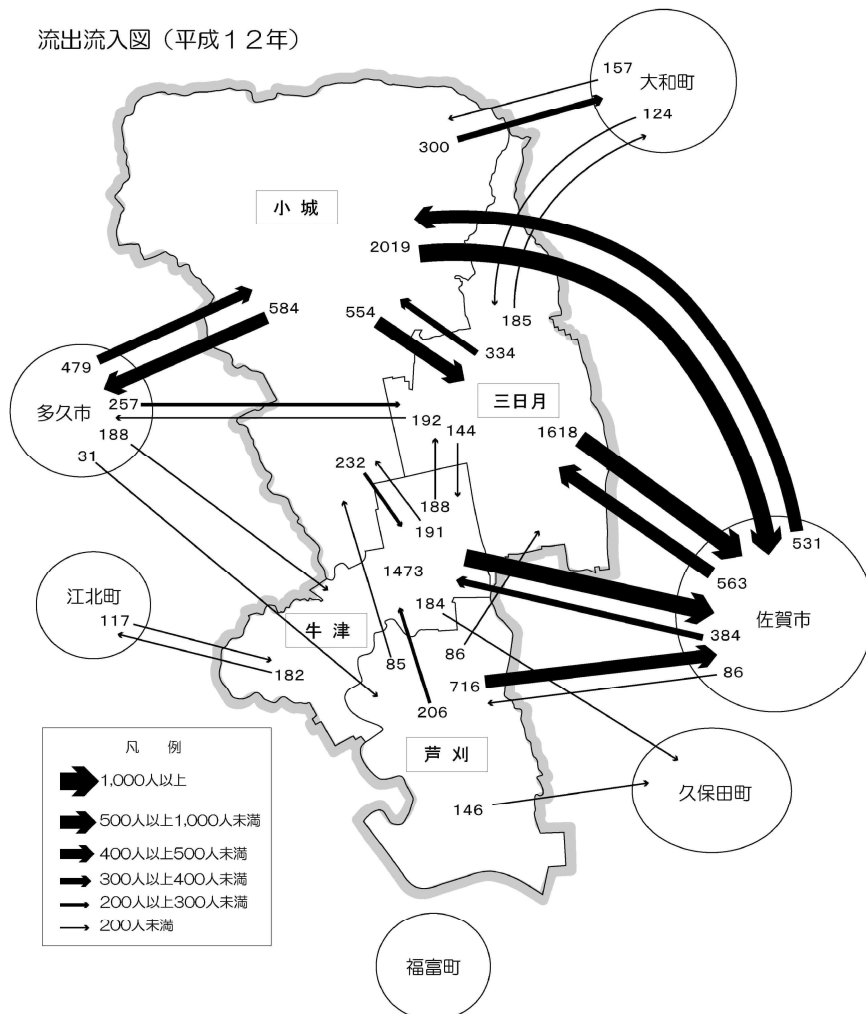 流出流入図（平成１２年）
157
大和町
124
300
小 城
2019
185
584
554
334
479
多久市
257
188
31
192
144
三日月
1618
232
188
191
531
563
佐賀市
1473
184
384
86
江北町
117
182
牛 津
85
86
716
206
芦 刈
146
久保田町
凡 例
1,000人以上
500人以上1,000人未満
400人以上500人未満
300人以上400人未満
200人以上300人未満
200人未満
福富町